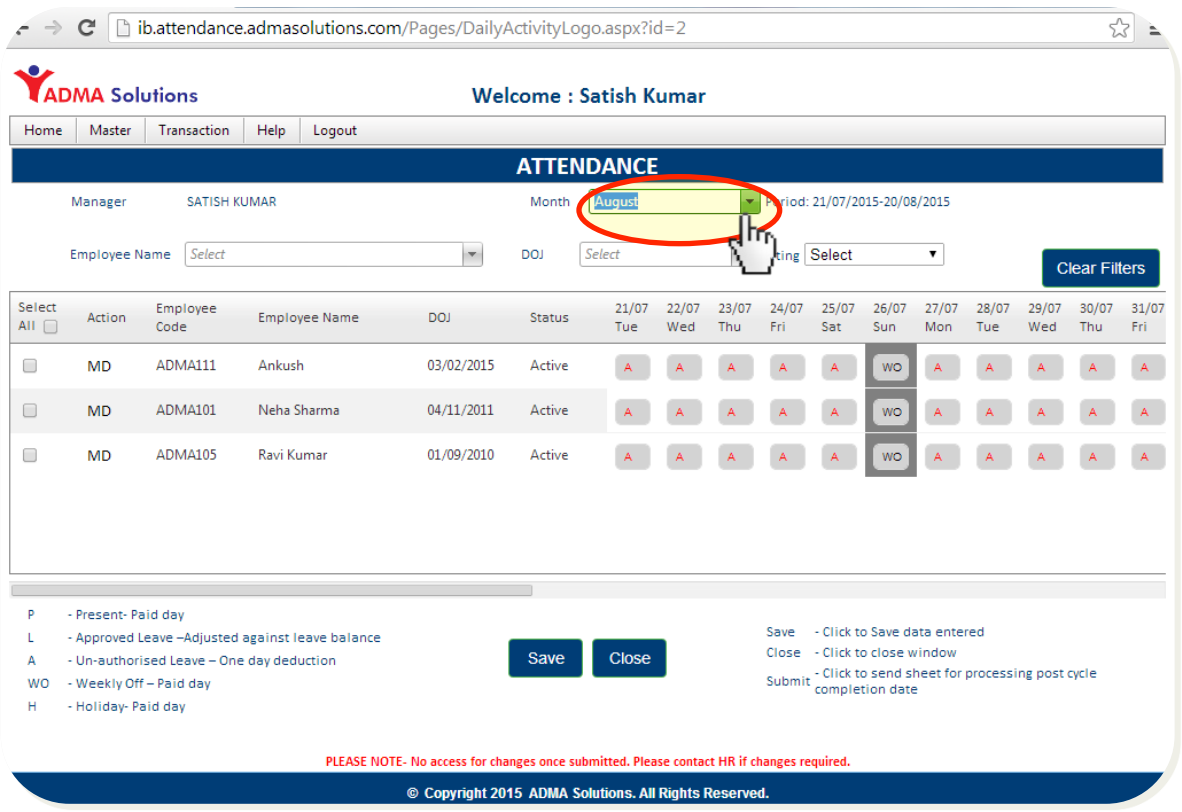 ib.attendance.admasolutions.com/Pages/DailyActivityLogo.aspx?id=2
ADMA Solutions
Welcome : Satish Kumar
Home Master Transaction Help Logout
ATTENDANCE
Manager SATISH KUMAR Month August Period: 21/07/2015-20/08/2015
Employee Name Select DOJ Select Select
Clear Filters
Select All Action Employee Code Employee Name DOJ Status 21/07 Tue 22/07 Wed 23/07 Thu 24/07 Fri 25/07 Sat 26/07 Sun 27/07 Mon 28/07 Tue 29/07 Wed 30/07 Thu 31/07 Fri
MD ADMA111 Ankush 03/02/2015 Active A A A A A WO A A A A A
MD ADMA101 Neha Sharma 04/11/2011 Active A A A A A WO A A A A A
MD ADMA105 Ravi Kumar 01/09/2010 Active A A A A A WO A A A A A
P - Present- Paid day
L - Approved Leave –Adjusted against leave balance
A - Un-authorised Leave – One day deduction
WO - Weekly Off – Paid day
H - Holiday- Paid day
Save Close
Save - Click to Save data entered
Close - Click to close window
Submit - Click to send sheet for processing post cycle
completion date
PLEASE NOTE- No access for changes once submitted. Please contact HR if changes required.
© Copyright 2015 ADMA Solutions. All Rights Reserved.